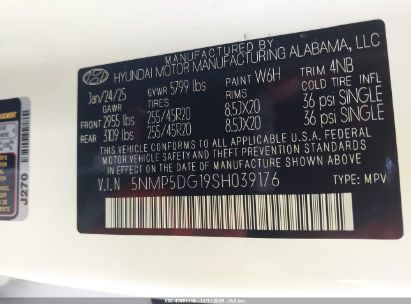 MANUFACTURED BY
HYUNDAI MOTOR MANUFACTURING ALABAMA, LLC
Jan/24/25 GVWR 5799 lbs PAINT W6H TRIM 4NB
GAWR TIRES COLD TIRE INFL
FRONT 2955 lbs 255/45R20 8.5JX20 36 psi SINGLE
REAR 3109 lbs 255/45R20 8.5JX20 36 psi SINGLE
THIS VEHICLE CONFORMS TO ALL APPLICABLE U.S.A. FEDERAL
MOTOR VEHICLE SAFETY AND THEFT PREVENTION STANDARDS
IN EFFECT ON THE DATE OF MANUFACTURE SHOWN ABOVE
V.I.N 5NMP5DG19SH039176 TYPE: M.P.V
J270